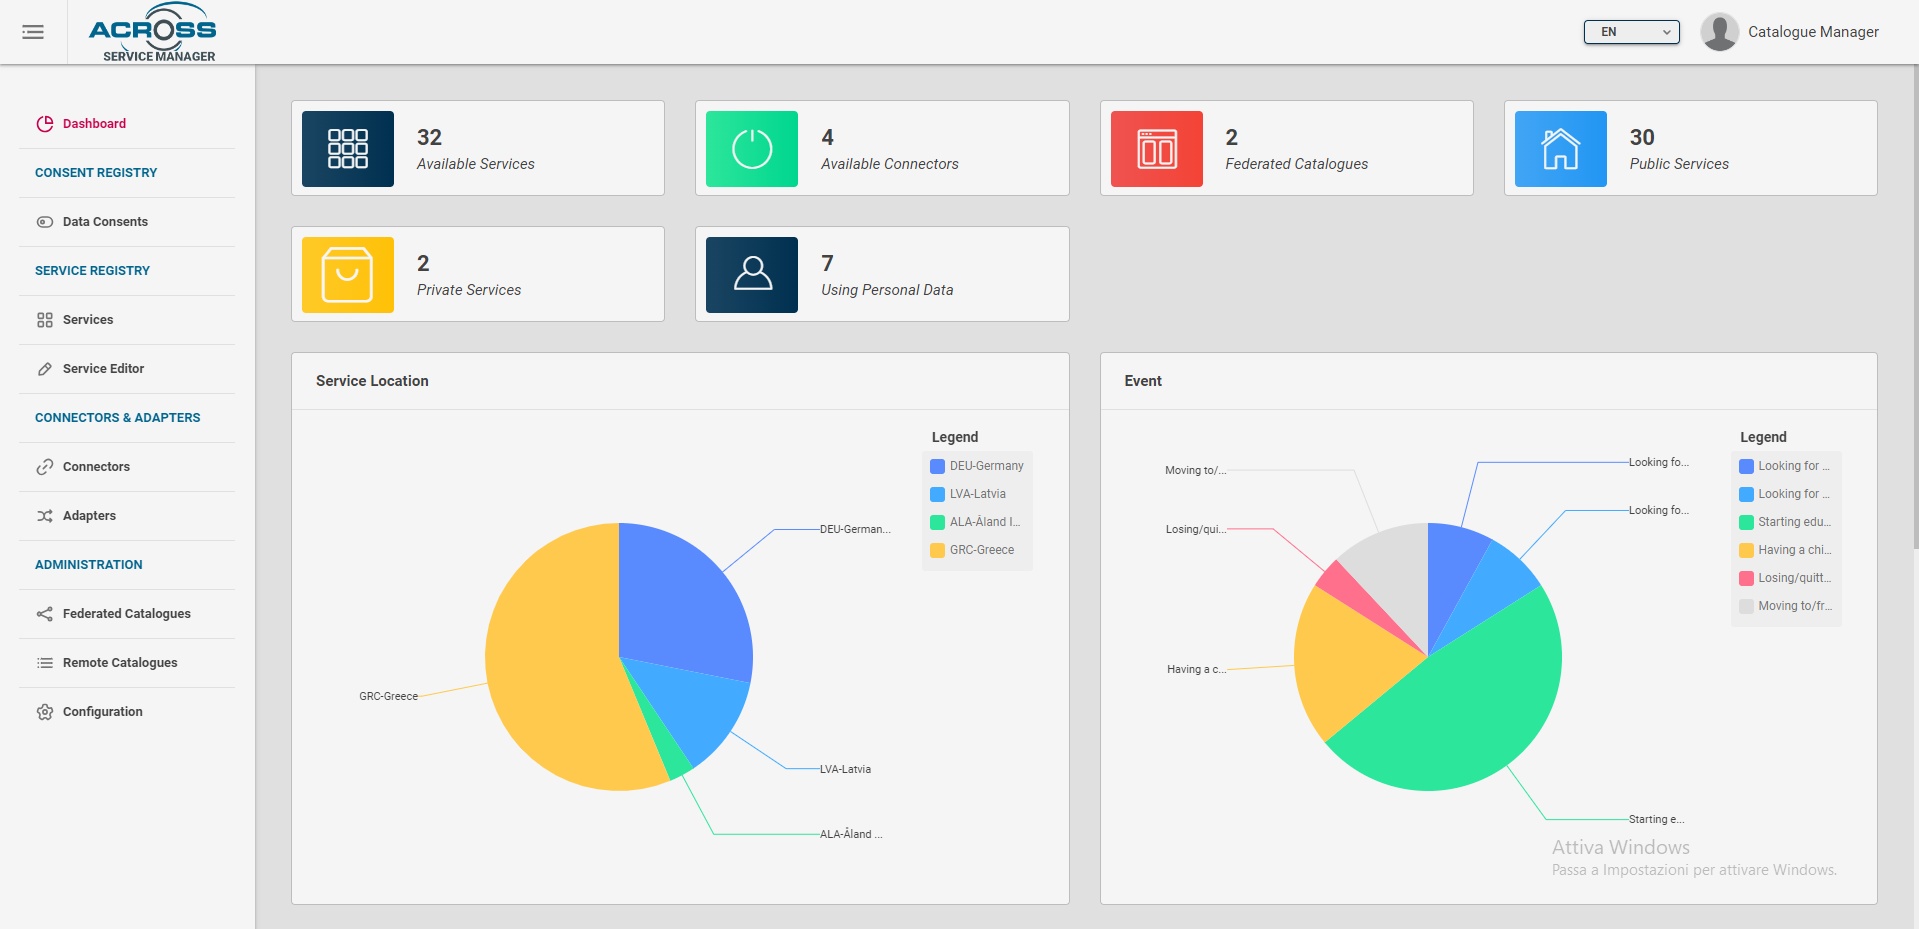 ACROSS
SERVICE MANAGER
EN
Catalogue Manager
Dashboard
CONSENT REGISTRY
Data Consents
SERVICE REGISTRY
Services
Service Editor
CONNECTORS & ADAPTERS
Connectors
Adapters
ADMINISTRATION
Federated Catalogues
Remote Catalogues
Configuration
32
Available Services
4
Available Connectors
2
Federated Catalogues
30
Public Services
2
Private Services
7
Using Personal Data
Service Location
Legend
DEU-Germany
LVA-Latvia
ALA-Åland I...
GRC-Greece
DEU-German...
GRC-Greece
LVA-Latvia
ALA-Åland ...
Event
Legend
Looking for ...
Looking for ...
Starting edu...
Having a chi...
Losing/quitt...
Moving to/fr...
Looking fo...
Moving to/...
Looking fo...
Losing/qui...
Having a c...
Starting e...
Attiva Windows
Passa a Impostazioni per attivare Windows.